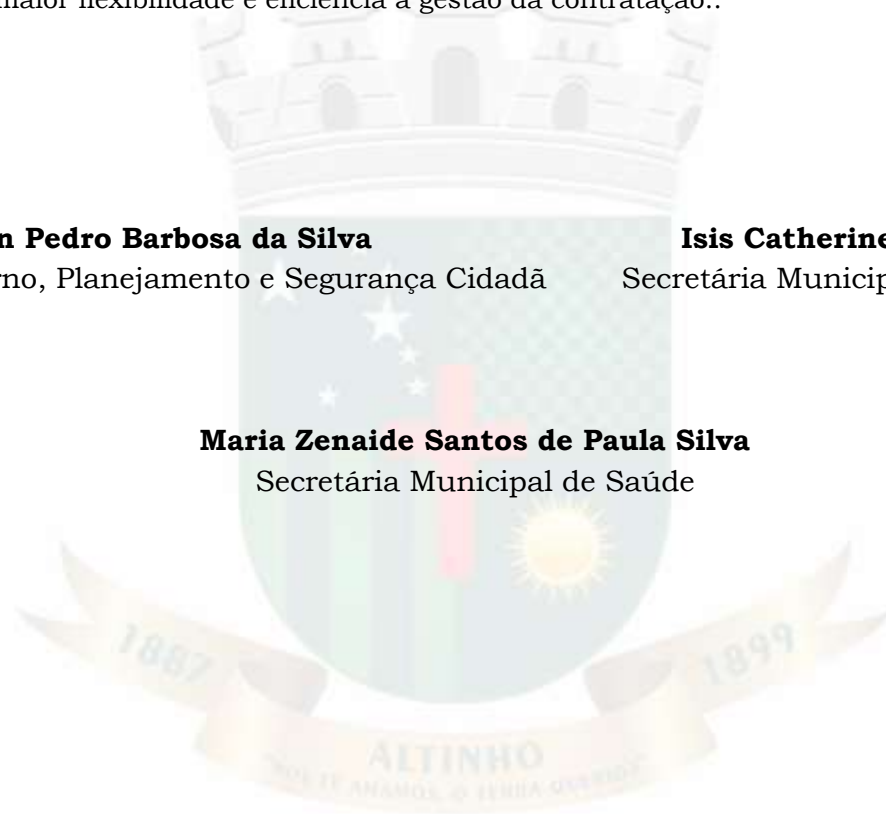 maior flexibilidade e eficiência à gestão da contratação..
n Pedro Barbosa da Silva Isis Catherine
rno, Planejamento e Segurança Cidadã Secretária Municip
Maria Zenaide Santos de Paula Silva
Secretária Municipal de Saúde
1887 1899
ALTINHO